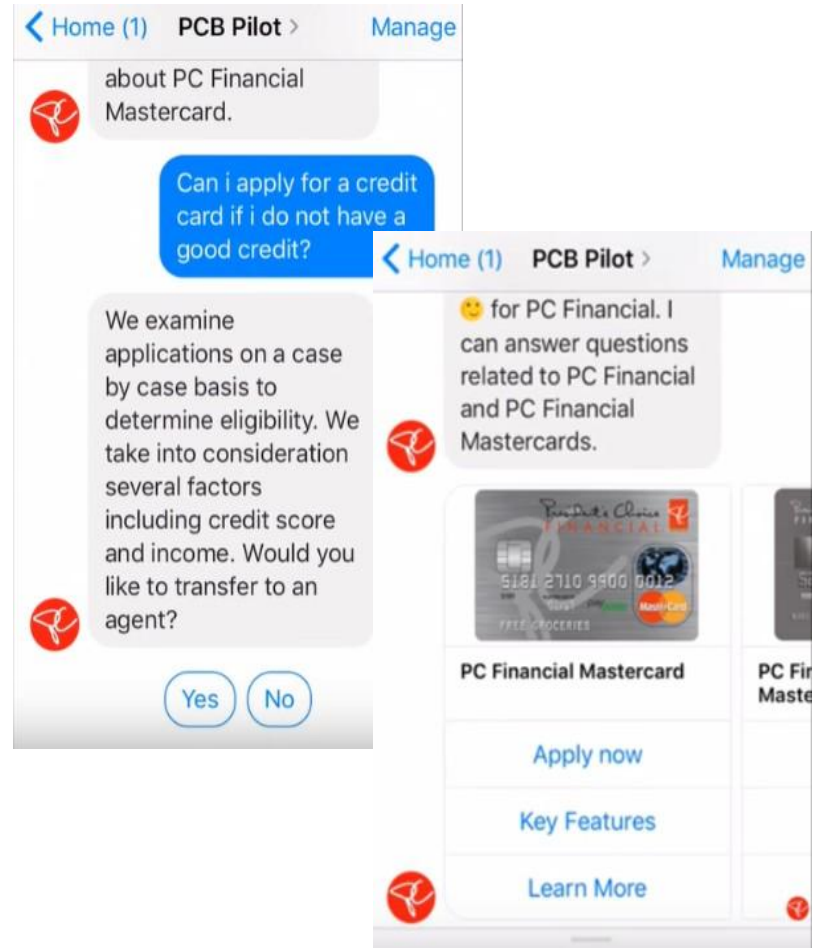 Home (1) PCB Pilot > Manage
about PC Financial
Mastercard.
Can i apply for a credit
card if i do not have a
good credit?
We examine
applications on a case
by case basis to
determine eligibility. We
take into consideration
several factors
including credit score
and income. Would you
like to transfer to an
agent?
Yes No
Home (1) PCB Pilot > Manage
🙂 for PC Financial. I
can answer questions
related to PC Financial
and PC Financial
Mastercards.
President's Choice
FINANCIAL
5181 2710 9900 0012
MasterCard
FREE GROCERIES
PC Financial Mastercard
PC Fir
Maste
Apply now
Key Features
Learn More